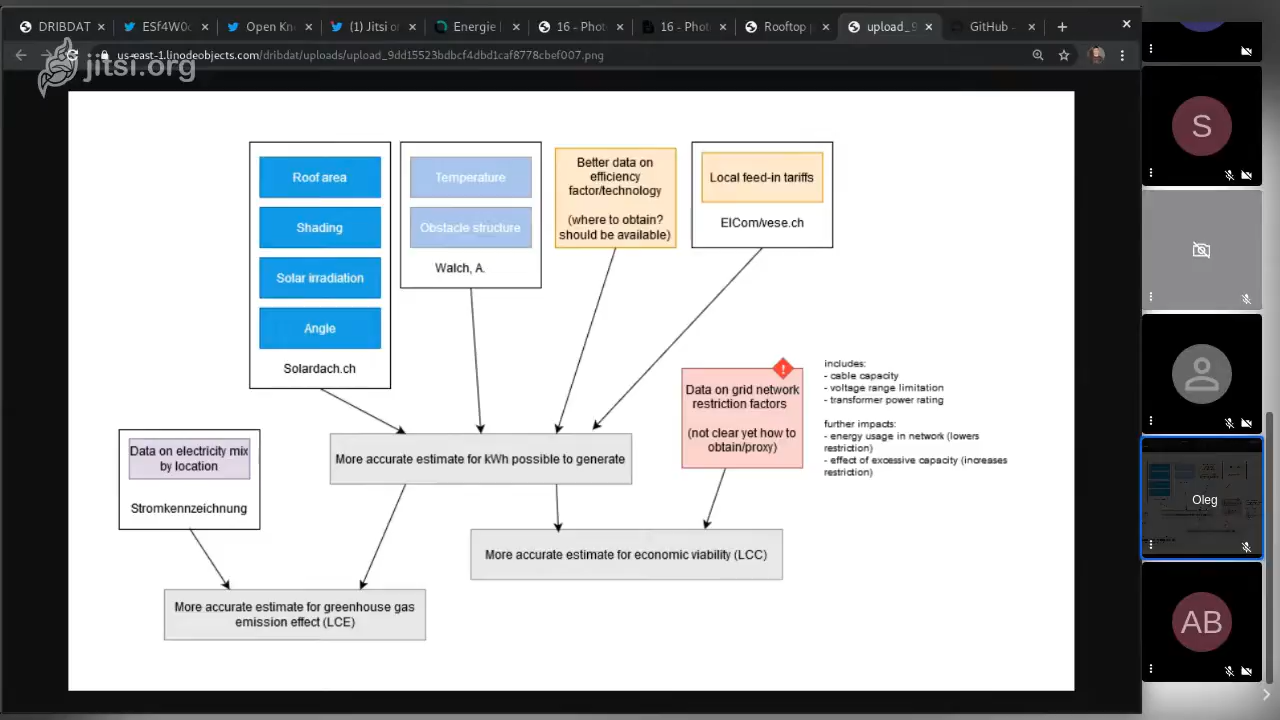 DRIBDAT
ESf4W0
Open Kn
(1) Jitsi o
Energie
16 - Phot
16 - Phot
Rooftop p
upload_9
GitHub -
us-east-1.linodeobjects.com/dribdat/uploads/upload_9dd15523bdbcf4dbd1caf8778cbef007.png
jitsi.org
Roof area
Shading
Solar irradiation
Angle
Solardach.ch
Temperature
Obstacle structure
Walch, A.
Better data on
efficiency
factor/technology
(where to obtain?
should be available)
Local feed-in tariffs
ElCom/vese.ch
Data on grid network
restriction factors
(not clear yet how to
obtain/proxy)
includes:
- cable capacity
- voltage range limitation
- transformer power rating
further impacts:
- energy usage in network (lowers
restriction)
- effect of excessive capacity (increases
restriction)
Data on electricity mix
by location
Stromkennzeichnung
More accurate estimate for kWh possible to generate
More accurate estimate for economic viability (LCC)
More accurate estimate for greenhouse gas
emission effect (LCE)
S
Oleg
AB